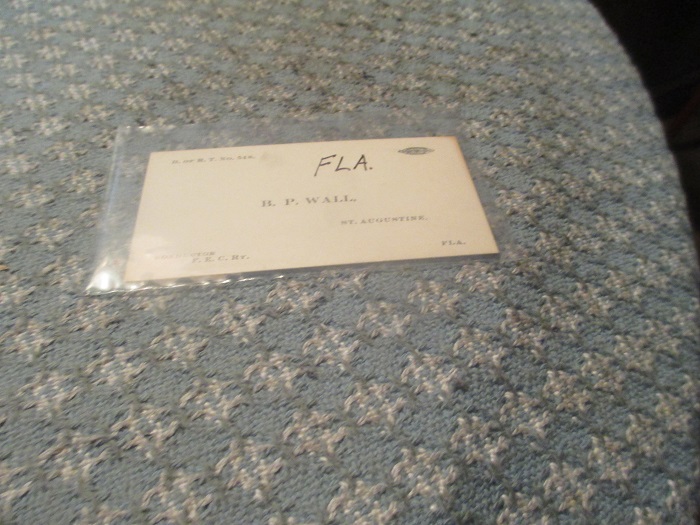 FLA.
B. P. WALL,
ST. AUGUSTINE,
FLA.
F. E. C. RY.